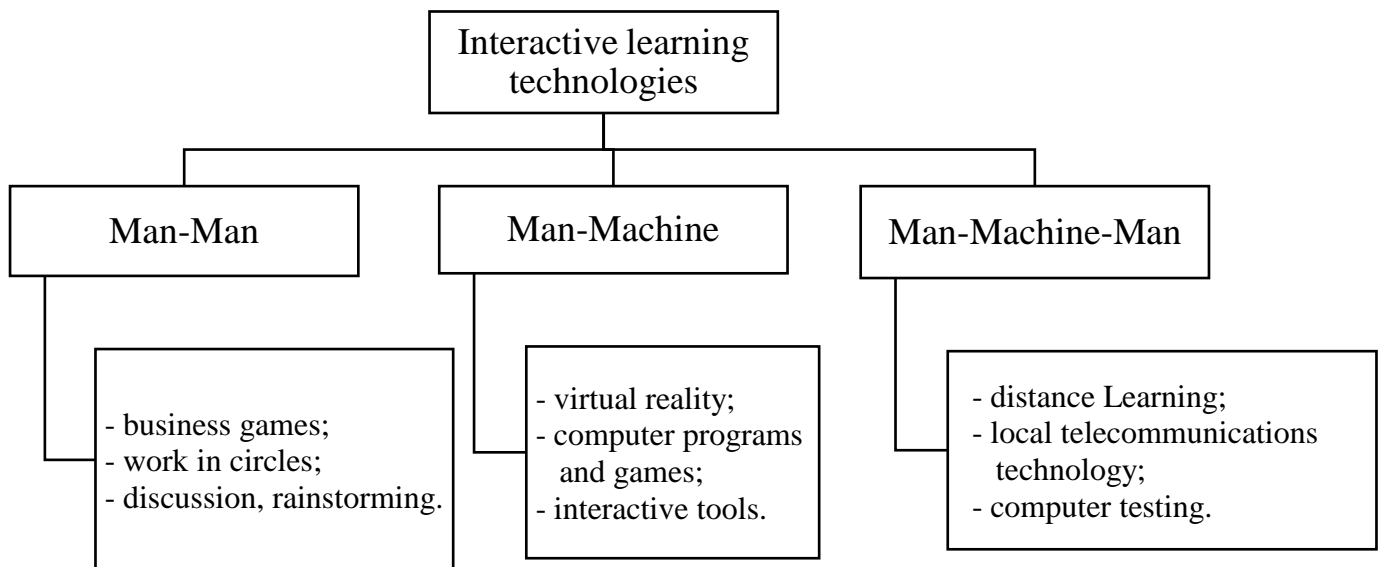 Interactive learning
technologies
Man-Man
Man-Machine
Man-Machine-Man
- business games;
- work in circles;
- discussion, rainstorming.
- virtual reality;
- computer programs
and games;
- interactive tools.
- distance Learning;
- local telecommunications
technology;
- computer testing.